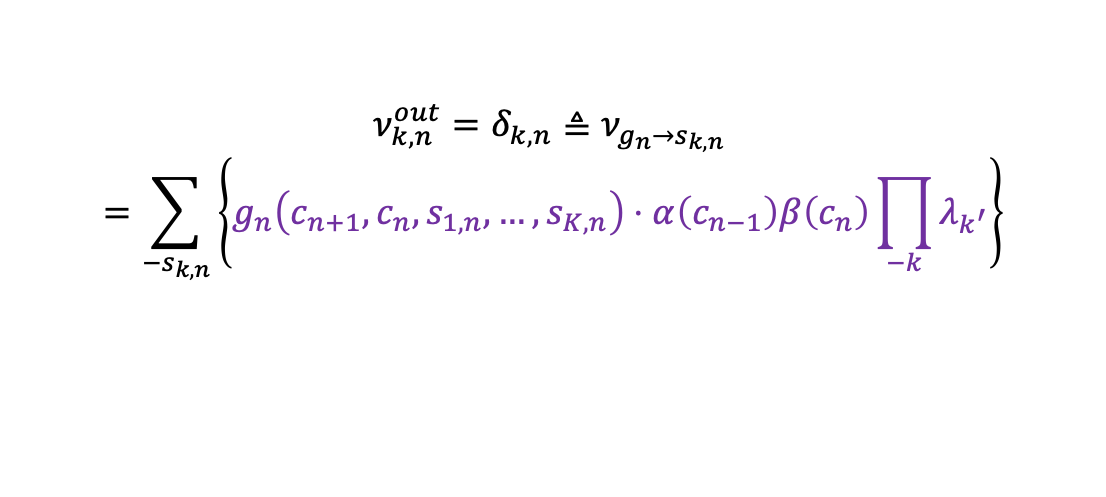 ν_{k,n}^{out} = δ_{k,n} ≜ ν_{g_n→s_{k,n}}
= ∑_{-s_{k,n}} {g_n(c_{n+1}, c_n, s_{1,n}, …, s_{K,n}) · α(c_{n-1})β(c_n) ∏_{-k} λ_{k'}}